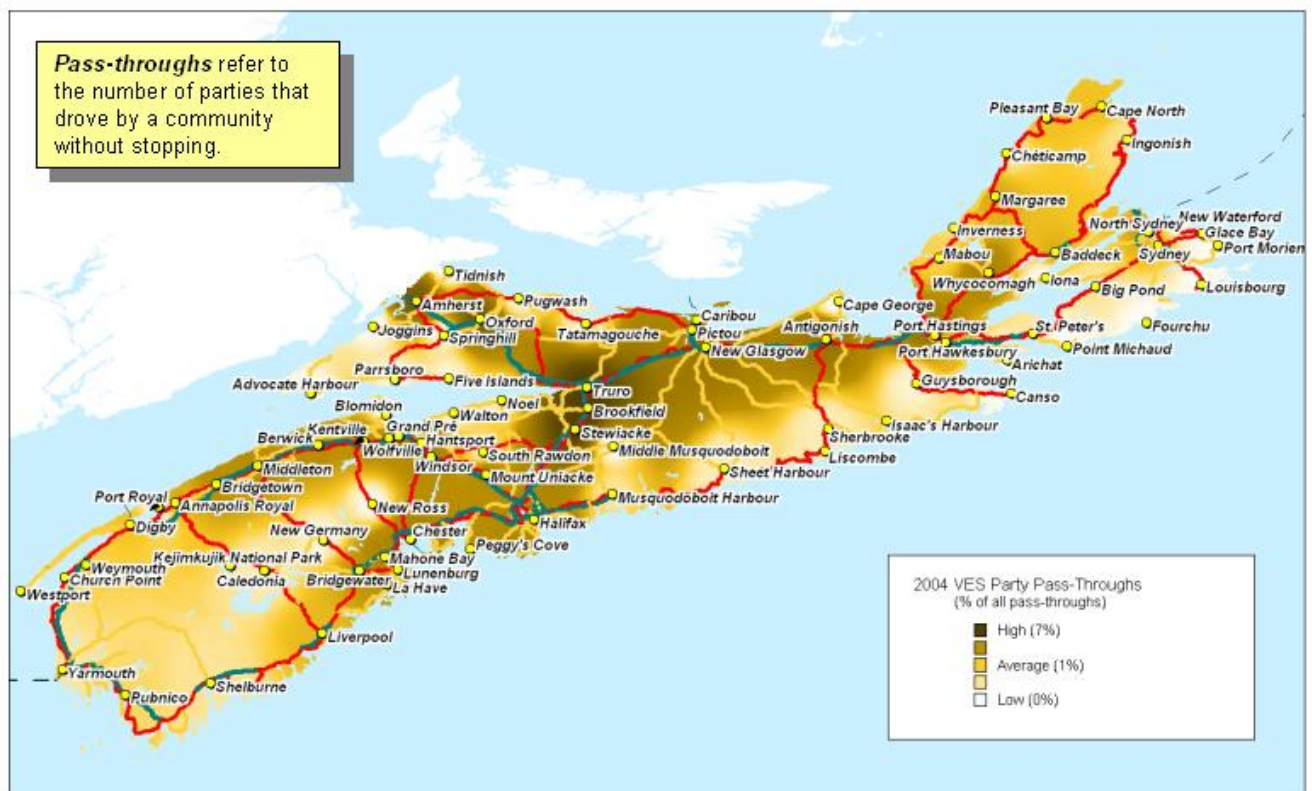 Pass-throughs refer to
the number of parties that
drove by a community
without stopping.
Pleasant Bay
Cape North
Ingonish
Chéticamp
Margaree
Inverness
North Sydney
New Waterford
Glace Bay
Port Morien
Mabou
Baddeck
Sydney
Whycocomagh
Iona
Big Pond
Louisbourg
Tidnish
Amherst
Pugwash
Cape George
Oxford
Caribou
Joggins
Springhill
Tatamagouche
Pictou
Antigonish
Port Hastings
St. Peter's
Fourchu
New Glasgow
Port Hawkesbury
Point Michaud
Arichat
Parrsboro
Five Islands
Truro
Guysborough
Advocate Harbour
Canso
Blomidon
Noel
Walton
Brookfield
Isaac's Harbour
Kentville
Grand Pré
Stewiacke
Sherbrooke
Berwick
Wolfville
Hantsport
South Rawdon
Middle Musquodoboit
Liscombe
Windsor
Middleton
Mount Uniacke
Sheet Harbour
Bridgetown
Port Royal
Annapolis Royal
New Ross
Musquodoboit Harbour
Digby
New Germany
Chester
Halifax
Kejimkujik National Park
Mahone Bay
Peggy's Cove
Weymouth
Church Point
Caledonia
Bridgewater
Lunenburg
La Have
Westport
Liverpool
Yarmouth
Shelburne
Pubnico
2004 VES Party Pass-Throughs
(% of all pass-throughs)
High (7%)
Average (1%)
Low (0%)